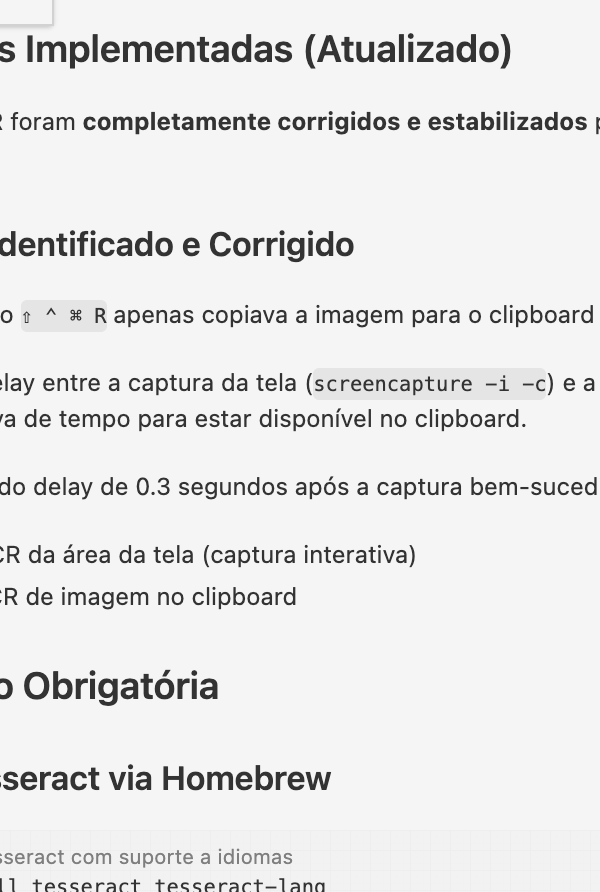 s Implementadas (Atualizado)
R foram completamente corrigidos e estabilizados p
dentificado e Corrigido
o ⇧ ^ ⌘ R apenas copiava a imagem para o clipboard
elay entre a captura da tela (screencapture -i -c) e a
va de tempo para estar disponível no clipboard.
do delay de 0.3 segundos após a captura bem-suced
CR da área da tela (captura interativa)
CR de imagem no clipboard
o Obrigatória
sseract via Homebrew
sseract com suporte a idiomas
ll tesseract tesseract-lang